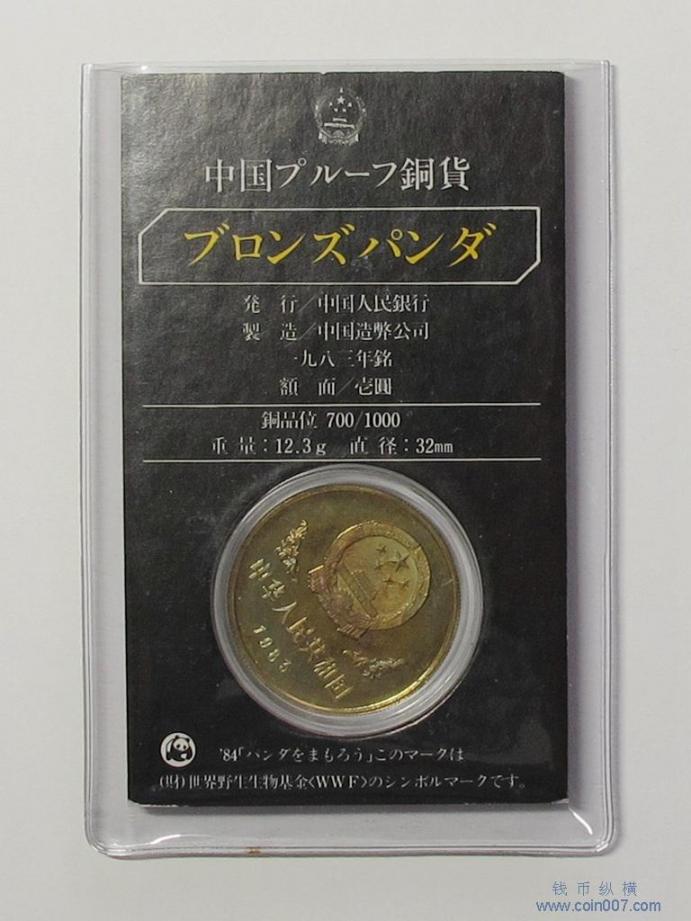 中国プルーフ銅貨
ブロンズパンダ
発 行／中国人民銀行
製 造／中国造幣公司
一九八三年銘
額 面／壱圓
銅品位 700/1000
重 量：12.3g 直 径：32mm
中华人民共和国
1983
'84「パンダをまもろう」このマークは
(財)世界野生生物基金〈WWF〉のシンボルマークです。
钱币纵横
www.coin007.com